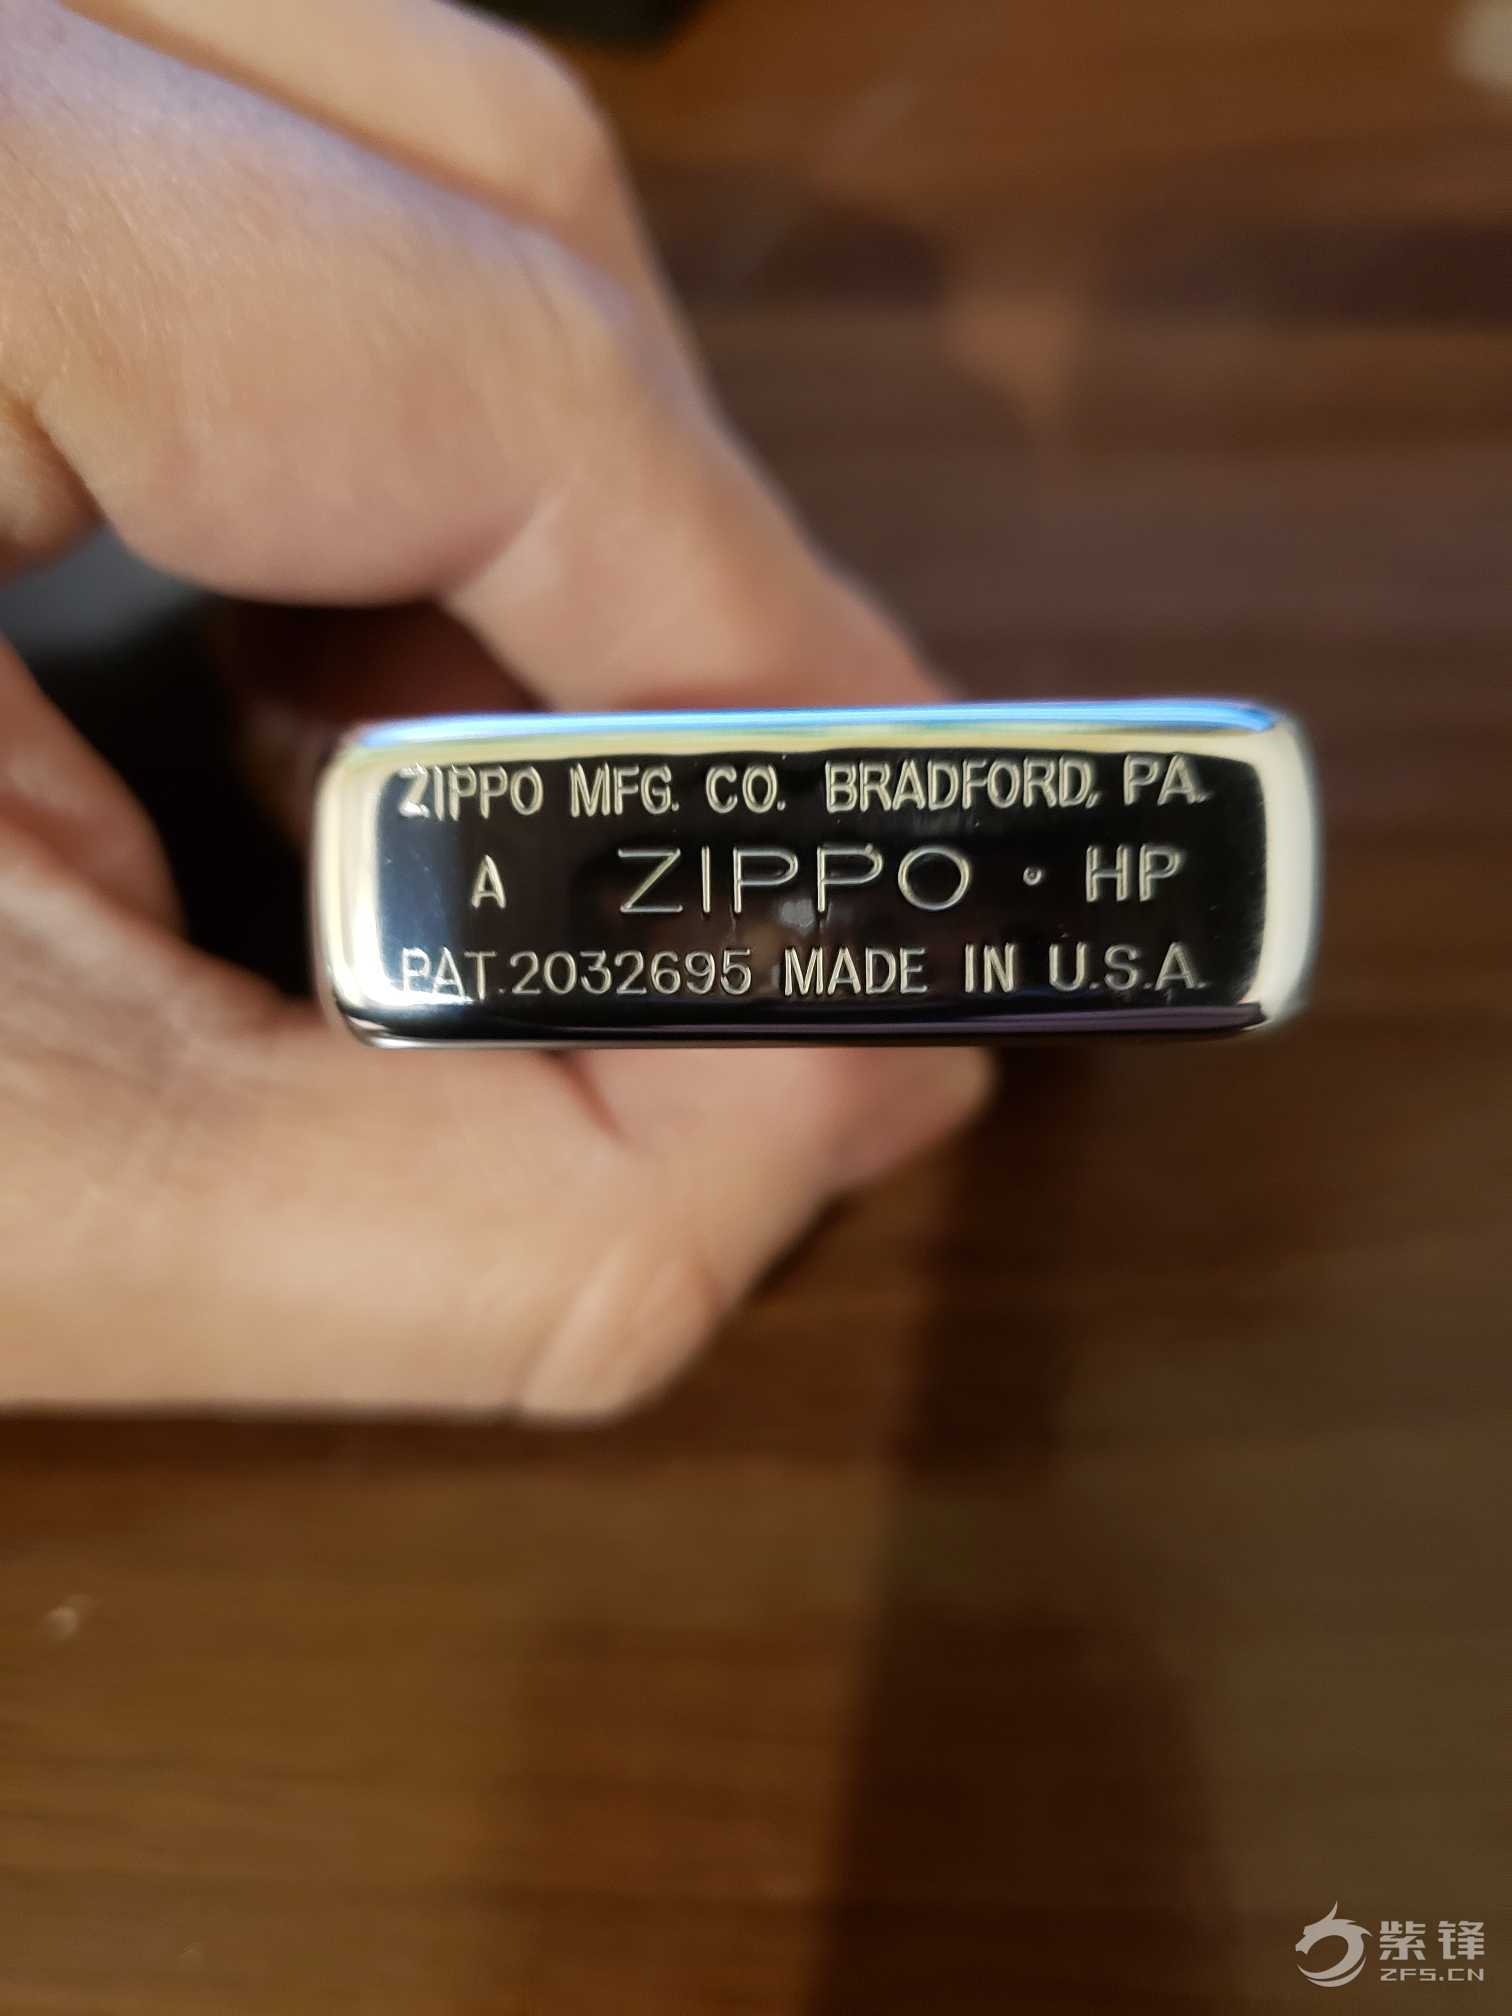 ZIPPO MFG. CO. BRADFORD, PA.
A ZIPPO · HP
PAT.2032695 MADE IN U.S.A.
紫锋
ZFS.CN